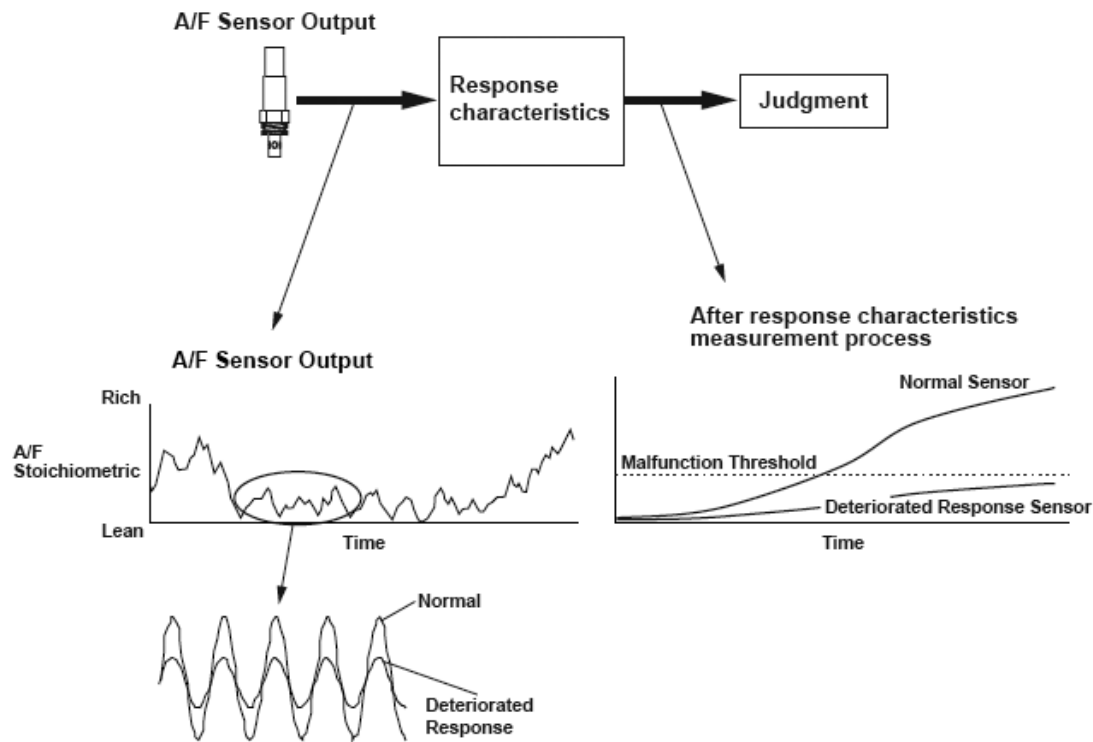 A/F Sensor Output
Response
characteristics
Judgment
After response characteristics
measurement process
A/F Sensor Output
Rich
A/F
Stoichiometric
Lean
Time
Normal Sensor
Malfunction Threshold
Deteriorated Response Sensor
Time
Normal
Deteriorated
Response